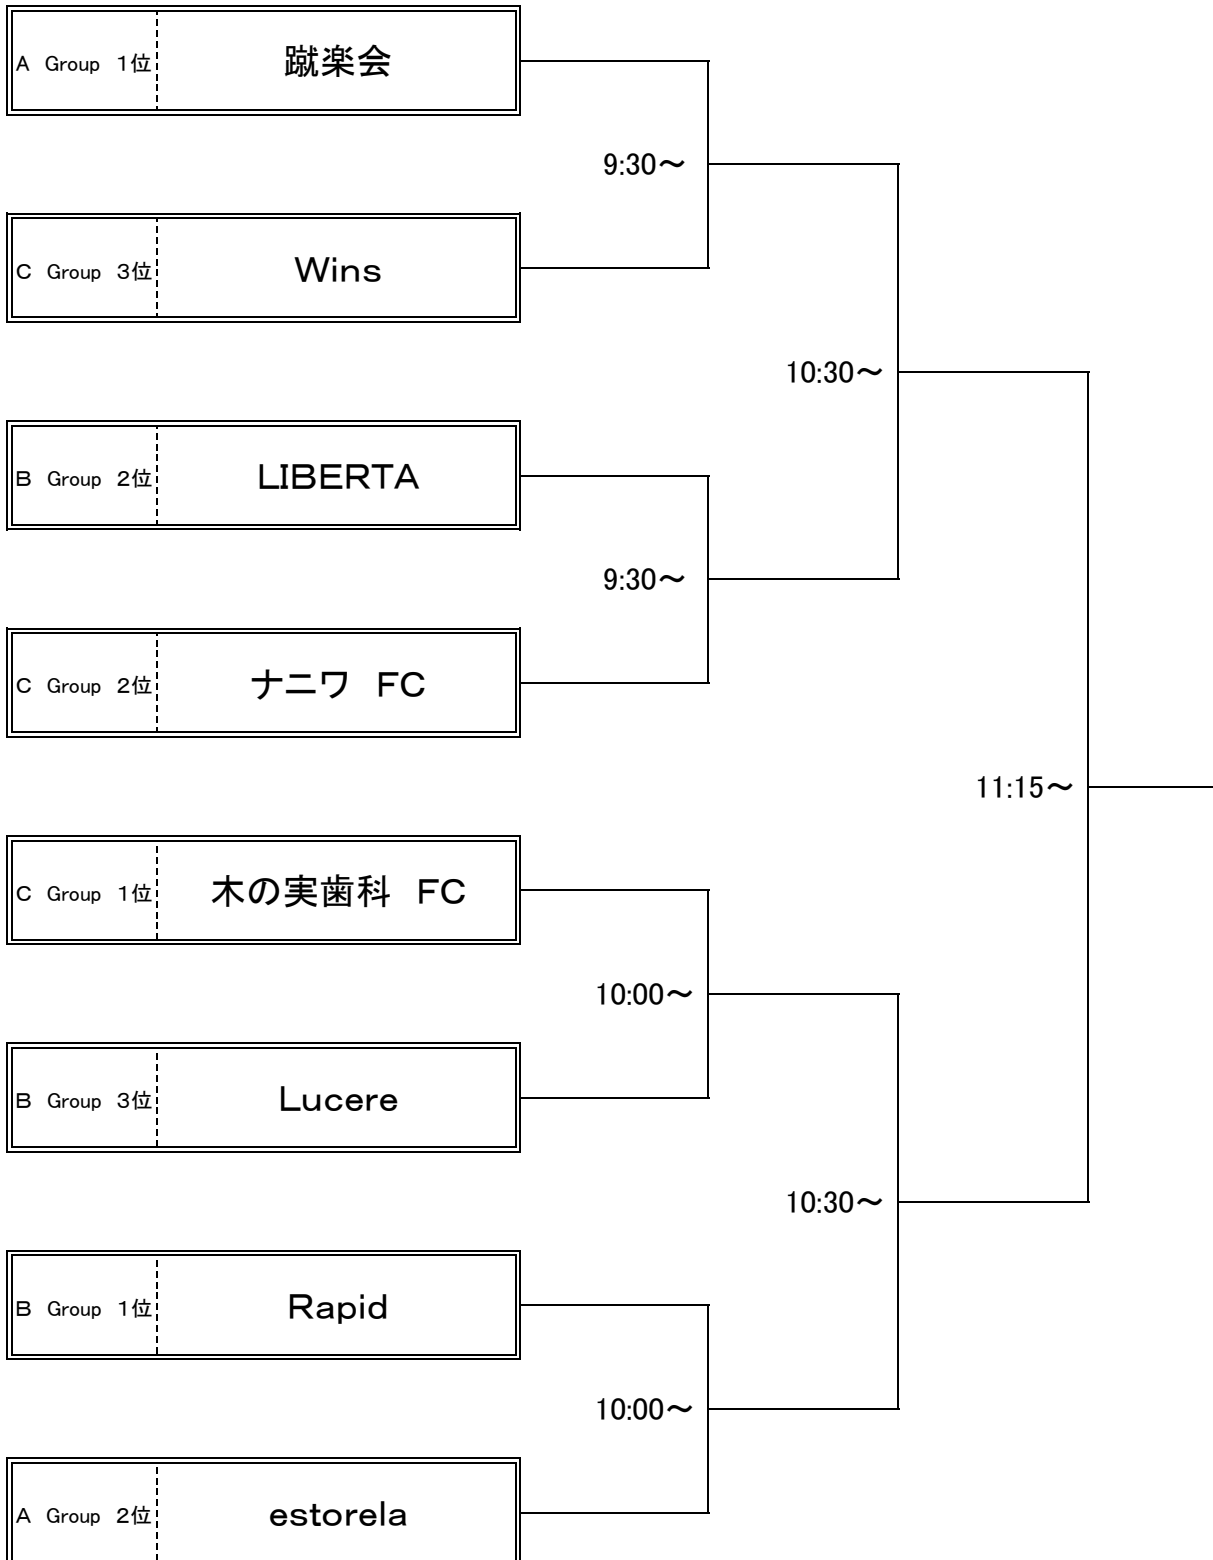 A Group 1位 蹴楽会
9:30～
C Group 3位 Wins
10:30～
B Group 2位 LIBERTA
9:30～
C Group 2位 ナニワ FC
11:15～
C Group 1位 木の実歯科 FC
10:00～
B Group 3位 Lucere
10:30～
B Group 1位 Rapid
10:00～
A Group 2位 estorela